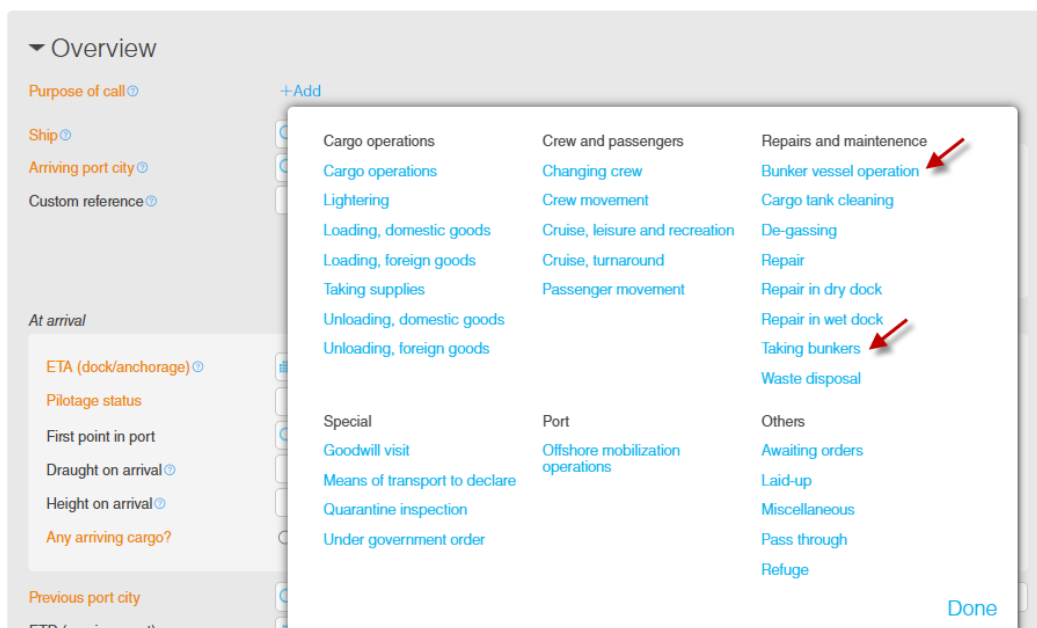 Overview
Purpose of call
+Add
Ship
Arriving port city
Custom reference
At arrival
ETA (dock/anchorage)
Pilotage status
First point in port
Draught on arrival
Height on arrival
Any arriving cargo?
Previous port city
Cargo operations
Cargo operations
Lightering
Loading, domestic goods
Loading, foreign goods
Taking supplies
Unloading, domestic goods
Unloading, foreign goods
Crew and passengers
Changing crew
Crew movement
Cruise, leisure and recreation
Cruise, turnaround
Passenger movement
Repairs and maintenence
Bunker vessel operation
Cargo tank cleaning
De-gassing
Repair
Repair in dry dock
Repair in wet dock
Taking bunkers
Waste disposal
Special
Goodwill visit
Means of transport to declare
Quarantine inspection
Under government order
Port
Offshore mobilization
operations
Others
Awaiting orders
Laid-up
Miscellaneous
Pass through
Refuge
Done